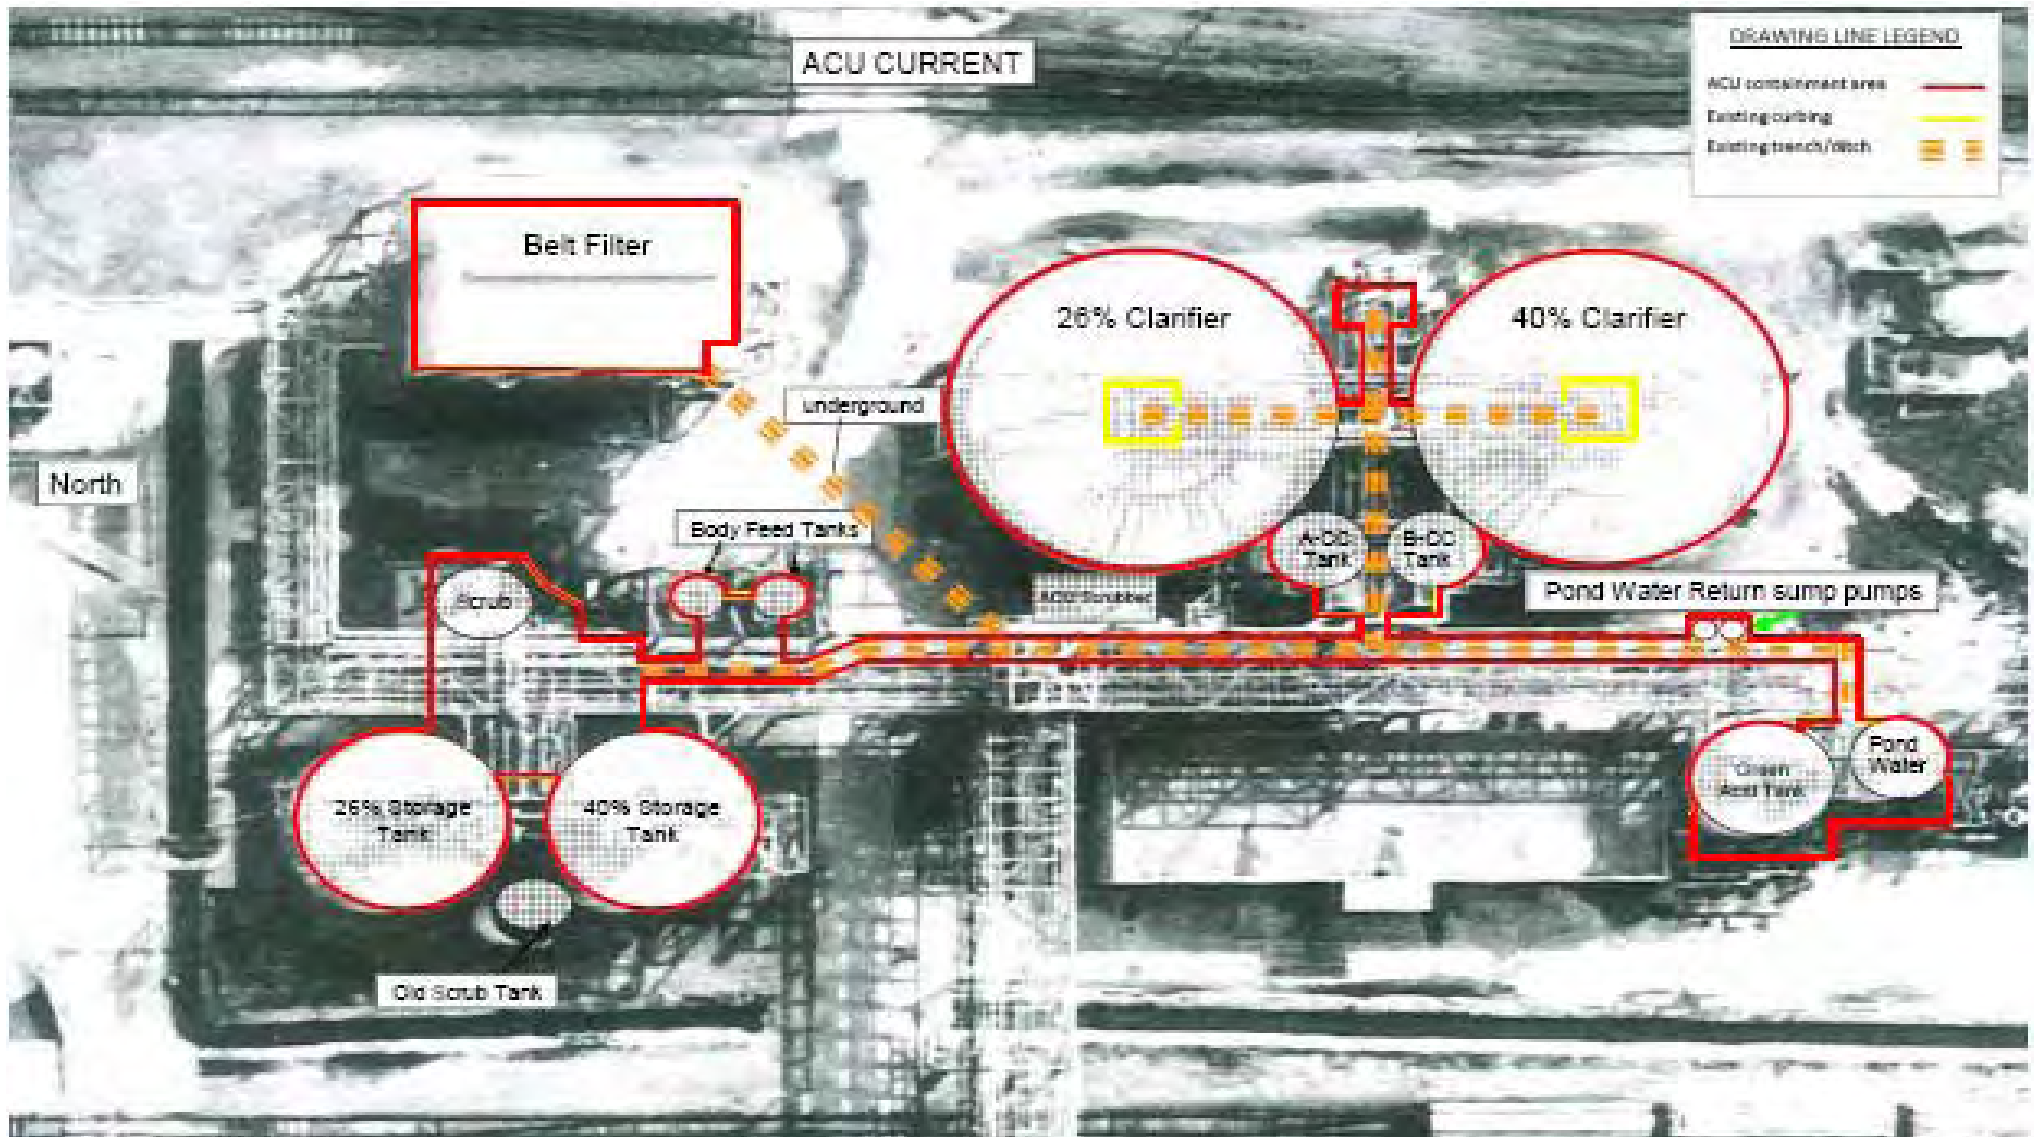 ACU CURRENT
DRAWING LINE LEGEND
ACU containment area
Existing curbing
Existing trench/ditch
Belt Filter
26% Clarifier
40% Clarifier
underground
North
Body Feed Tanks
A-CC
Tank
B-CC
Tank
Scrub
ACU Scrubber
Pond Water Return sump pumps
26% Storage
Tank
40% Storage
Tank
Pond
Water
Acid Tank
Old Scrub Tank